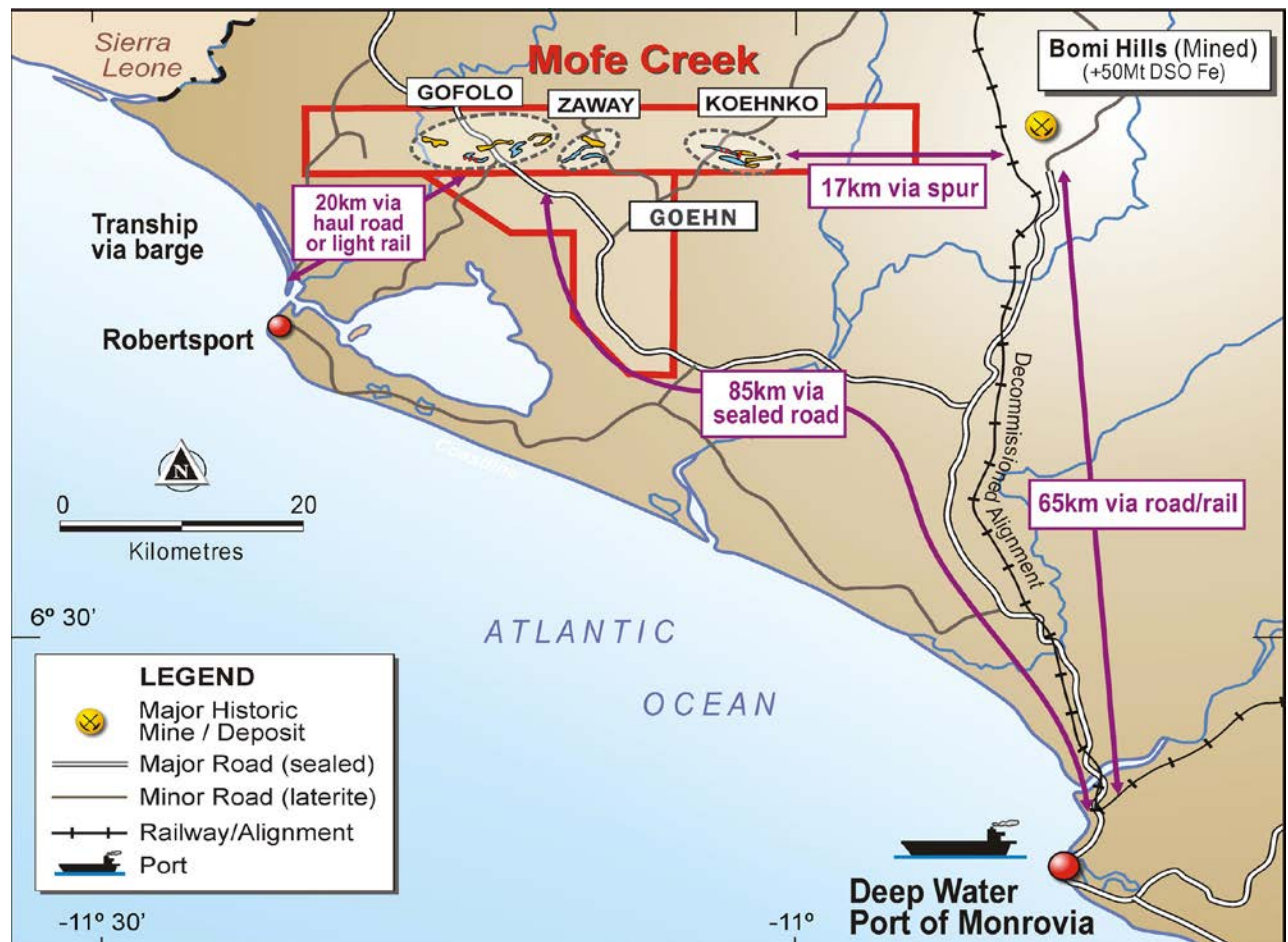 Sierra
Leone
Mofe Creek
GOFOLO
ZAWAY
KOEHNKO
Bomi Hills (Mined)
(+50Mt DSO Fe)
17km via spur
20km via
haul road
or light rail
GOEHN
Tranship
via barge
Robertsport
85km via
sealed road
Decommissioned Alignment
65km via road/rail
Coastline
N
0 20
Kilometres
6º 30’
ATLANTIC
OCEAN
LEGEND
Major Historic
Mine / Deposit
Major Road (sealed)
Minor Road (laterite)
Railway/Alignment
Port
Deep Water
Port of Monrovia
-11º 30’
-11º